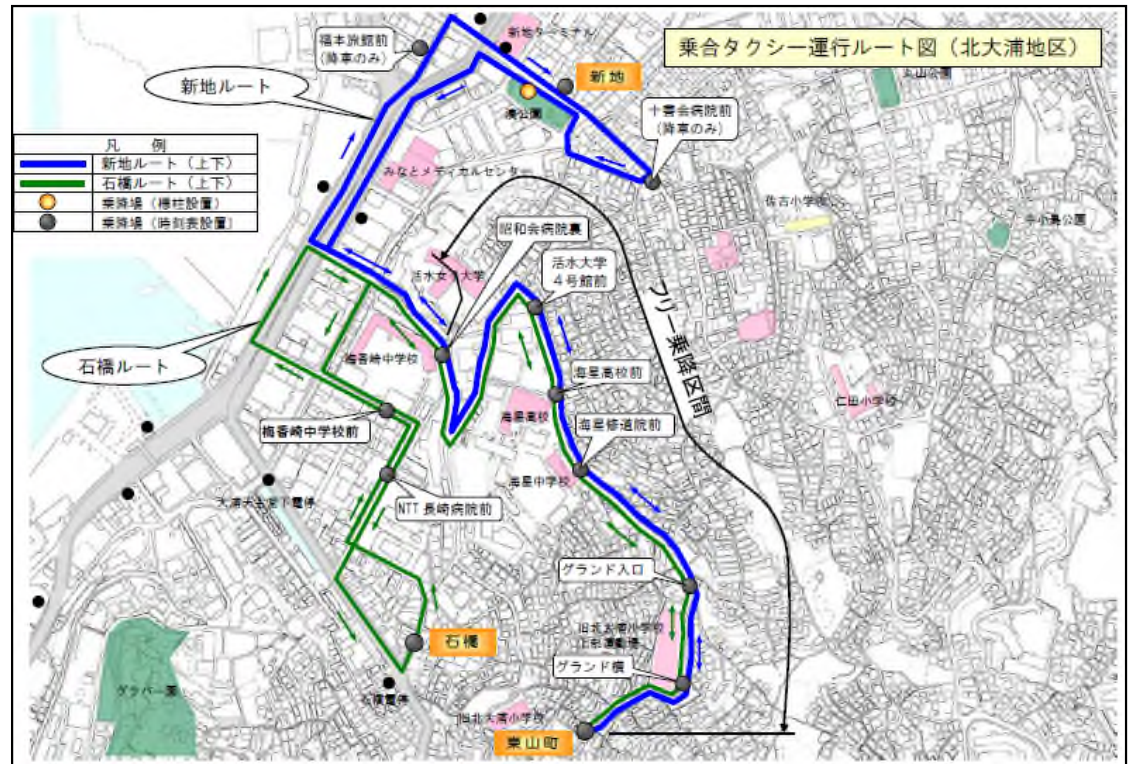 乗合タクシー運行ルート図（北大浦地区）
福本旅館前
（降車のみ）
新地ターミナル
新地
丸山公園
新地ルート
湊公園
十善会病院前
（降車のみ）
凡　例
新地ルート（上下）
石橋ルート（上下）
乗降場（標柱設置）
乗降場（時刻表設置）
みなとメディカルセンター
佐古小学校
中小島公園
昭和会病院裏
活水女子大学
活水大学
４号館前
フリー乗降区間
石橋ルート
梅香崎中学校
海星高校前
海星高校
仁田小学校
梅香崎中学校前
海星修道院前
海星中学校
大浦天主堂下電停
NTT 長崎病院前
グランド入口
旧北大浦小学校
石橋
グランド横
グラバー園
石橋電停
旧北大浦小学校
東山町